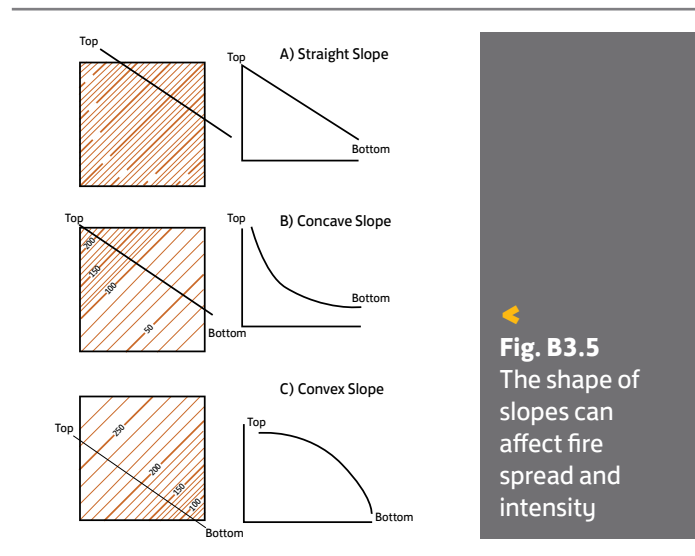 Top
A) Straight Slope
Top
Bottom
Top
B) Concave Slope
Top
200
150
100
50
Bottom
Bottom
C) Convex Slope
Top
250
200
150
100
Bottom
Top
Bottom
<
Fig. B3.5
The shape of
slopes can
affect fire
spread and
intensity